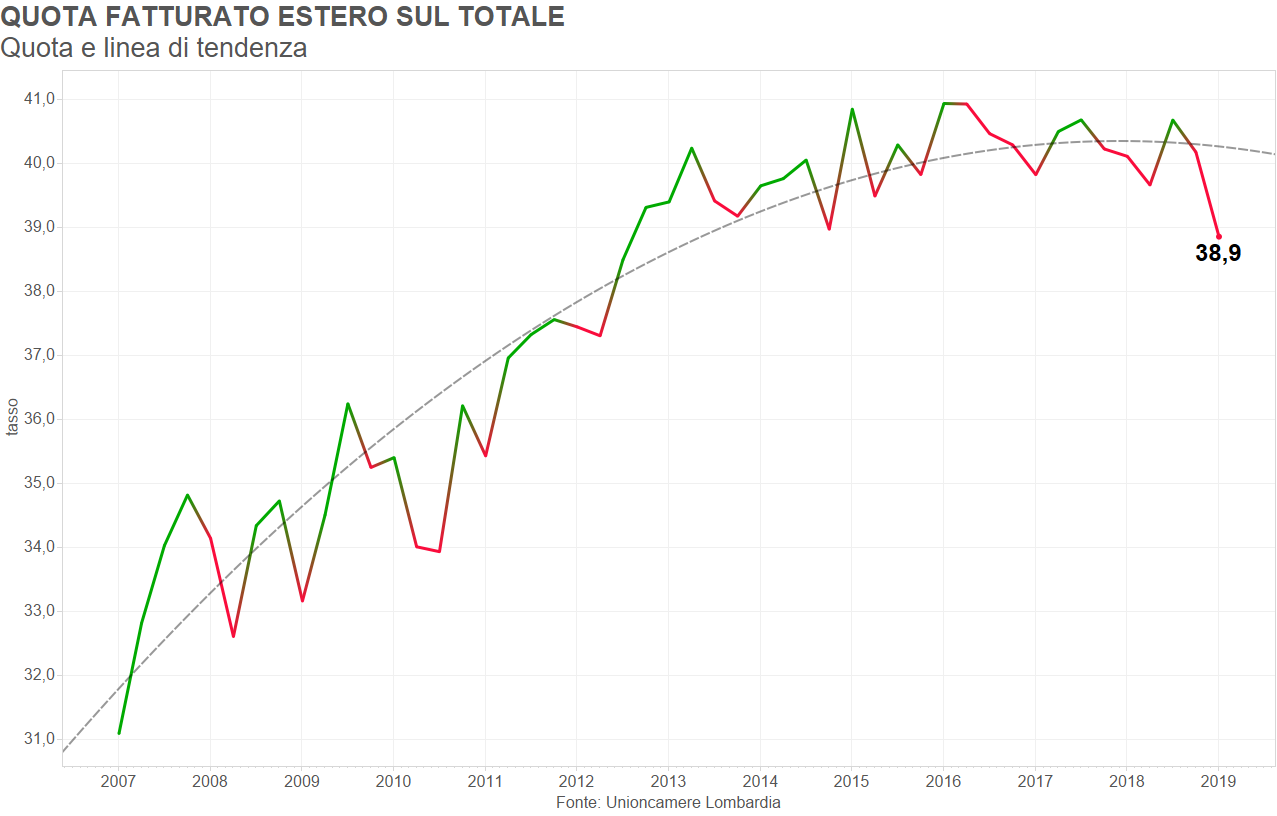 QUOTA FATTURATO ESTERO SUL TOTALE
Quota e linea di tendenza
41,0
40,0
39,0
38,0
37,0
36,0
35,0
34,0
33,0
32,0
31,0
tasso
38,9
2007 2008 2009 2010 2011 2012 2013 2014 2015 2016 2017 2018 2019
Fonte: Unioncamere Lombardia